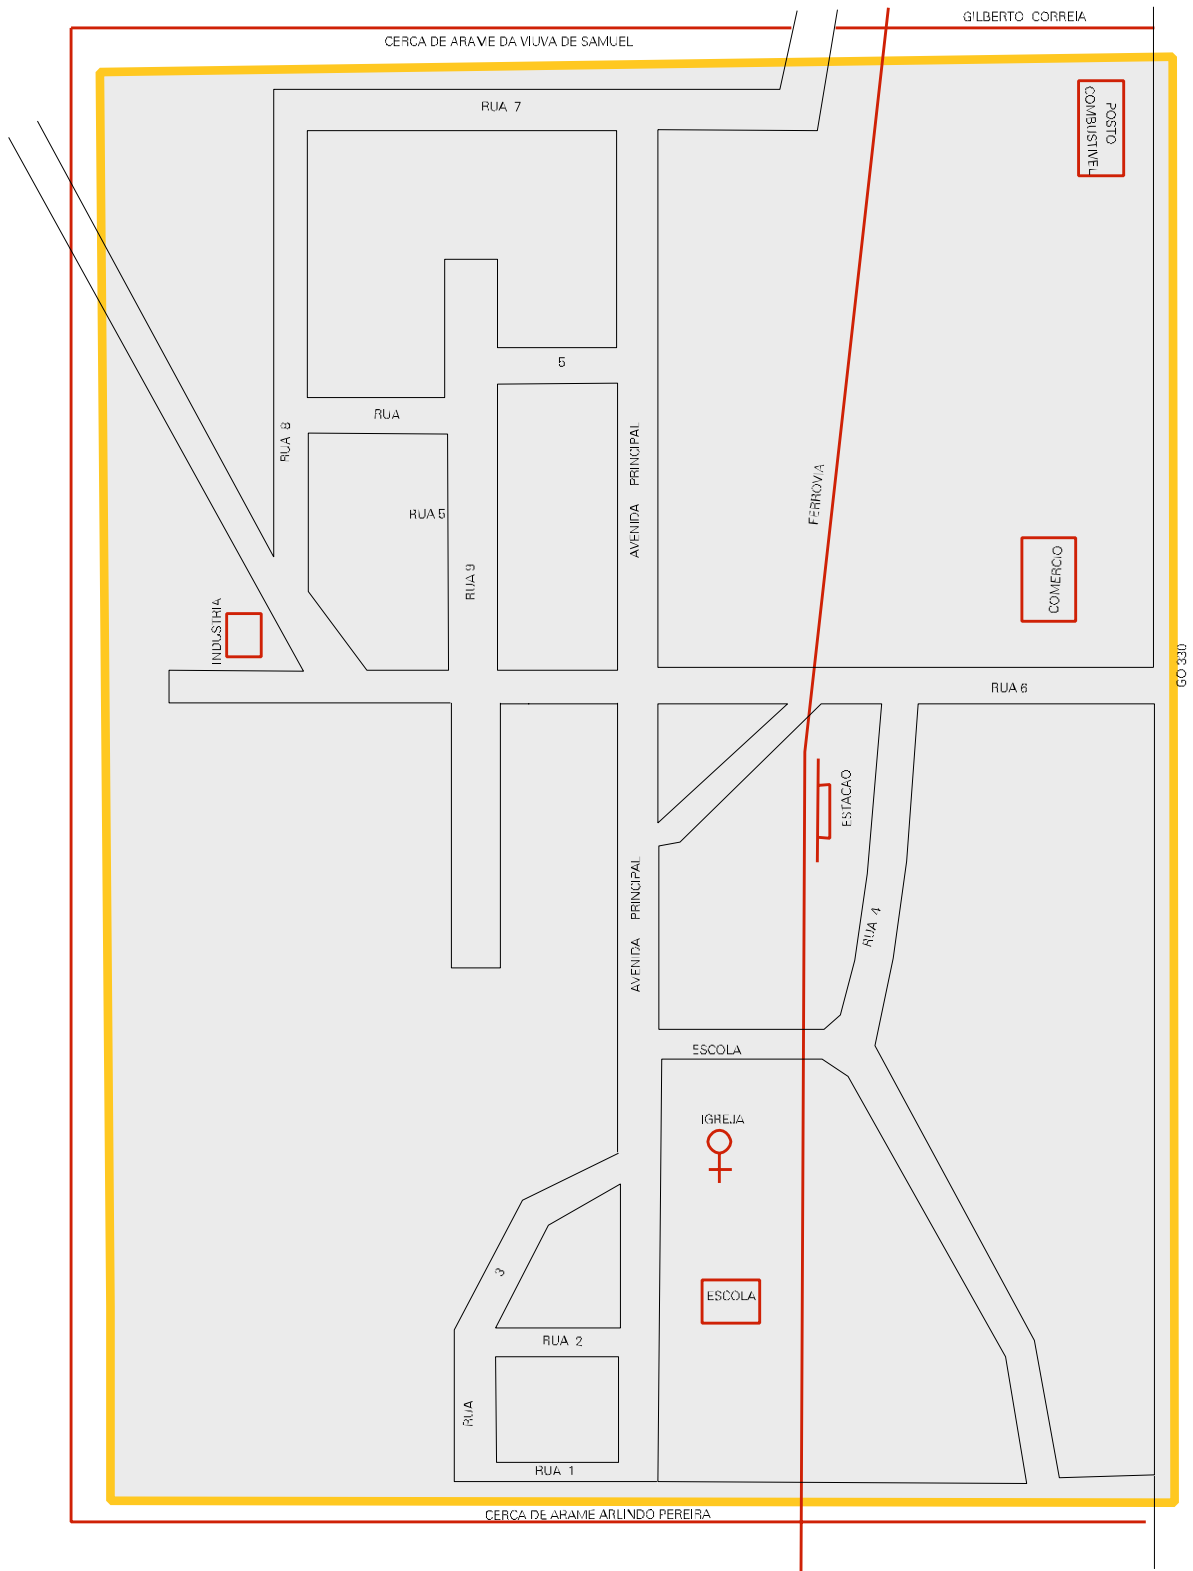 GILBERTO CORREIA
CERCA DE ARAME DA VIUVA DE SAMUEL
RUA 7
POSTO
COMBUSTIVEL
5
RUA
RUA 8
AVENIDA PRINCIPAL
FERROVIA
RUA 5
RUA 9
COMERCIO
INDUSTRIA
GO 330
RUA 6
ESTACAO
AVENIDA PRINCIPAL
RUA 4
ESCOLA
IGREJA
3
ESCOLA
RUA 2
RUA
RUA 1
CERCA DE ARAME ARLINDO PEREIRA